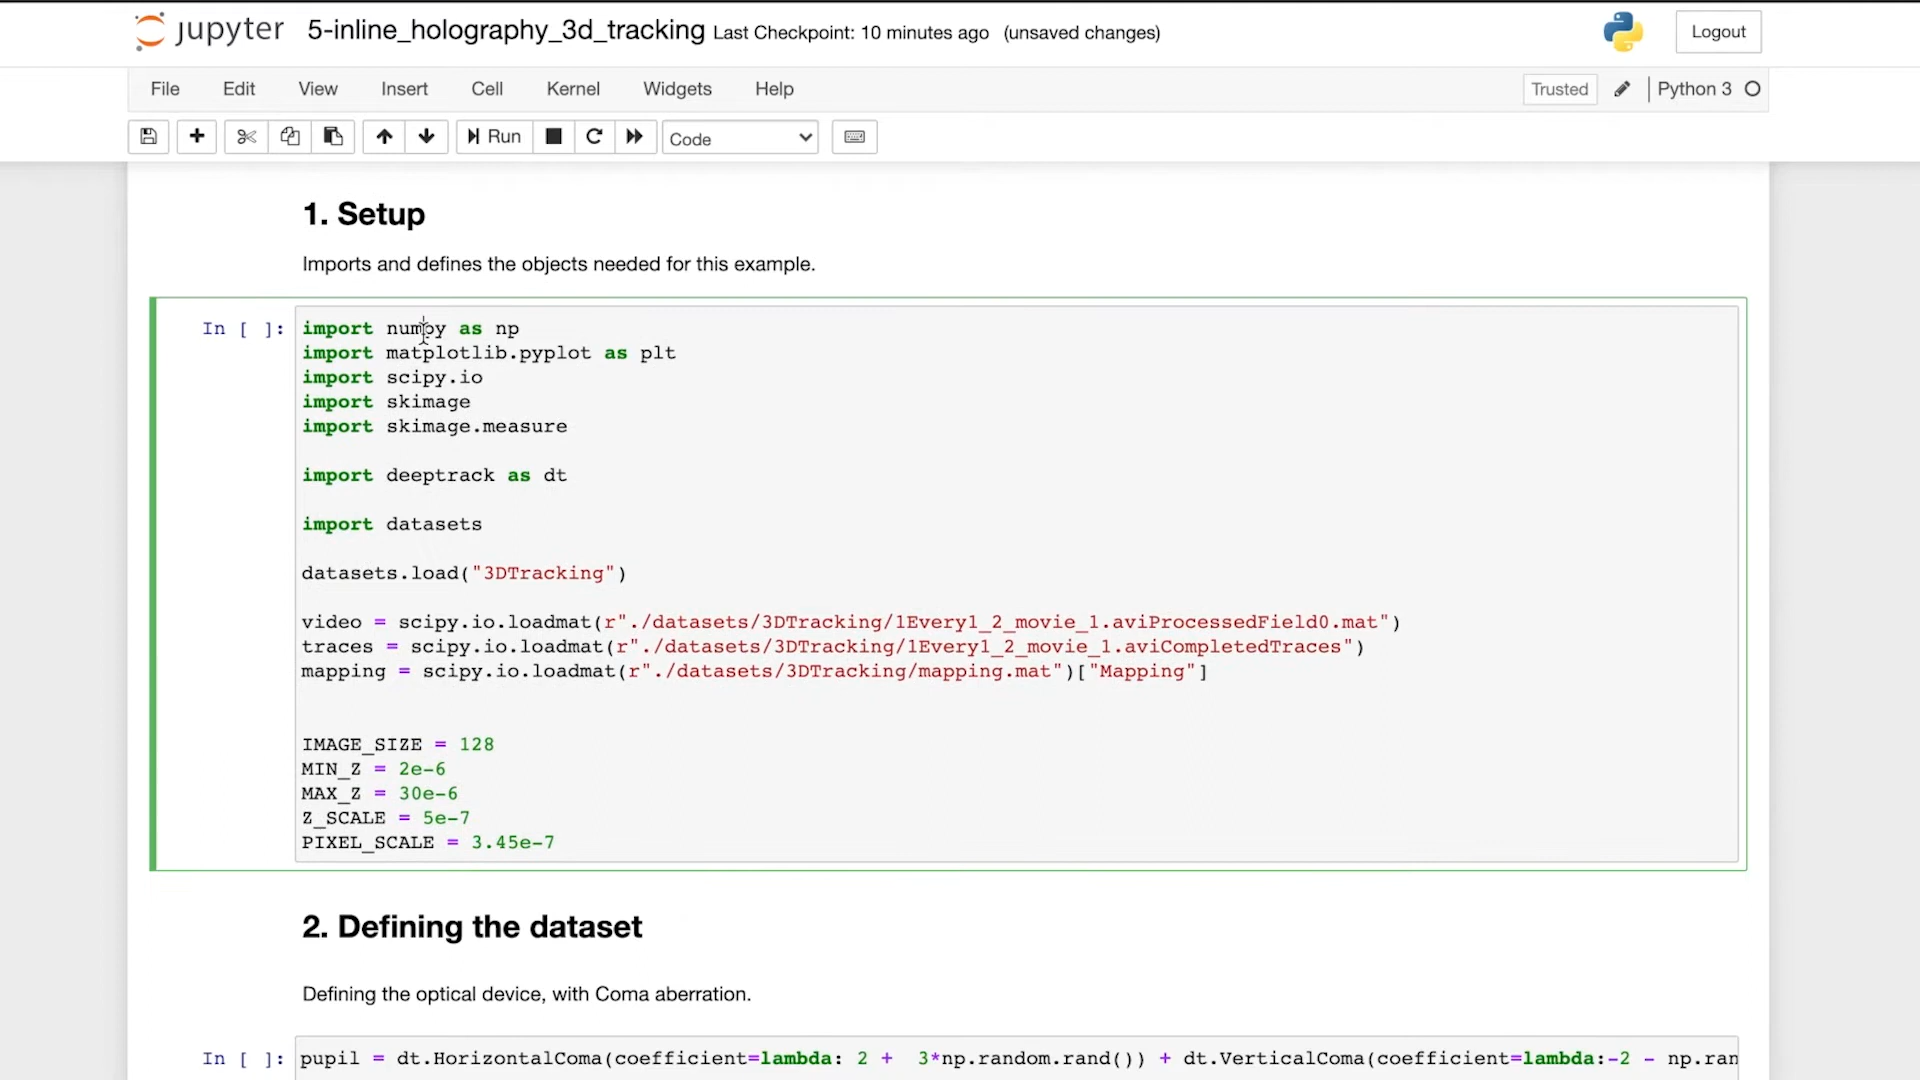 jupyter 5-inline_holography_3d_tracking Last Checkpoint: 10 minutes ago (unsaved changes) Logout
File Edit View Insert Cell Kernel Widgets Help Trusted Python 3
Run Code
1. Setup
Imports and defines the objects needed for this example.
In [ ]: import numpy as np
import matplotlib.pyplot as plt
import scipy.io
import skimage
import skimage.measure
import deeptrack as dt
import datasets
datasets.load("3DTracking")
video = scipy.io.loadmat(r"./datasets/3DTracking/1Every1_2_movie_1.aviProcessedField0.mat")
traces = scipy.io.loadmat(r"./datasets/3DTracking/1Every1_2_movie_1.aviCompletedTraces")
mapping = scipy.io.loadmat(r"./datasets/3DTracking/mapping.mat")["Mapping"]
IMAGE_SIZE = 128
MIN_Z = 2e-6
MAX_Z = 30e-6
Z_SCALE = 5e-7
PIXEL_SCALE = 3.45e-7
2. Defining the dataset
Defining the optical device, with Coma aberration.
In [ ]: pupil = dt.HorizontalComa(coefficient=lambda: 2 +  3*np.random.rand()) + dt.VerticalComa(coefficient=lambda:-2 - np.ran